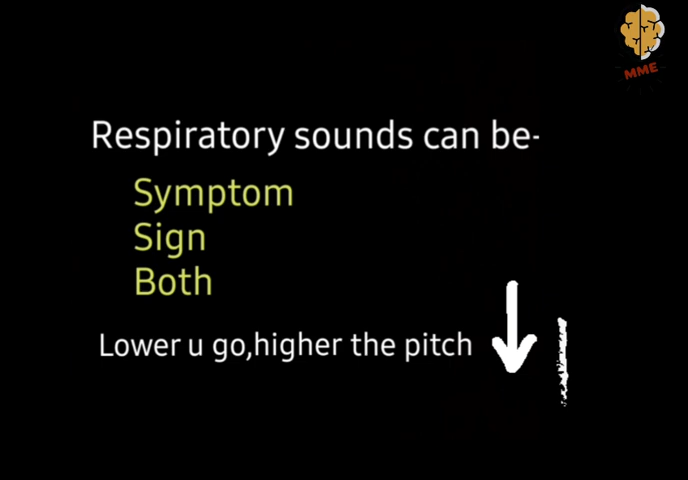 MME
Respiratory sounds can be-
Symptom
Sign
Both
Lower u go,higher the pitch